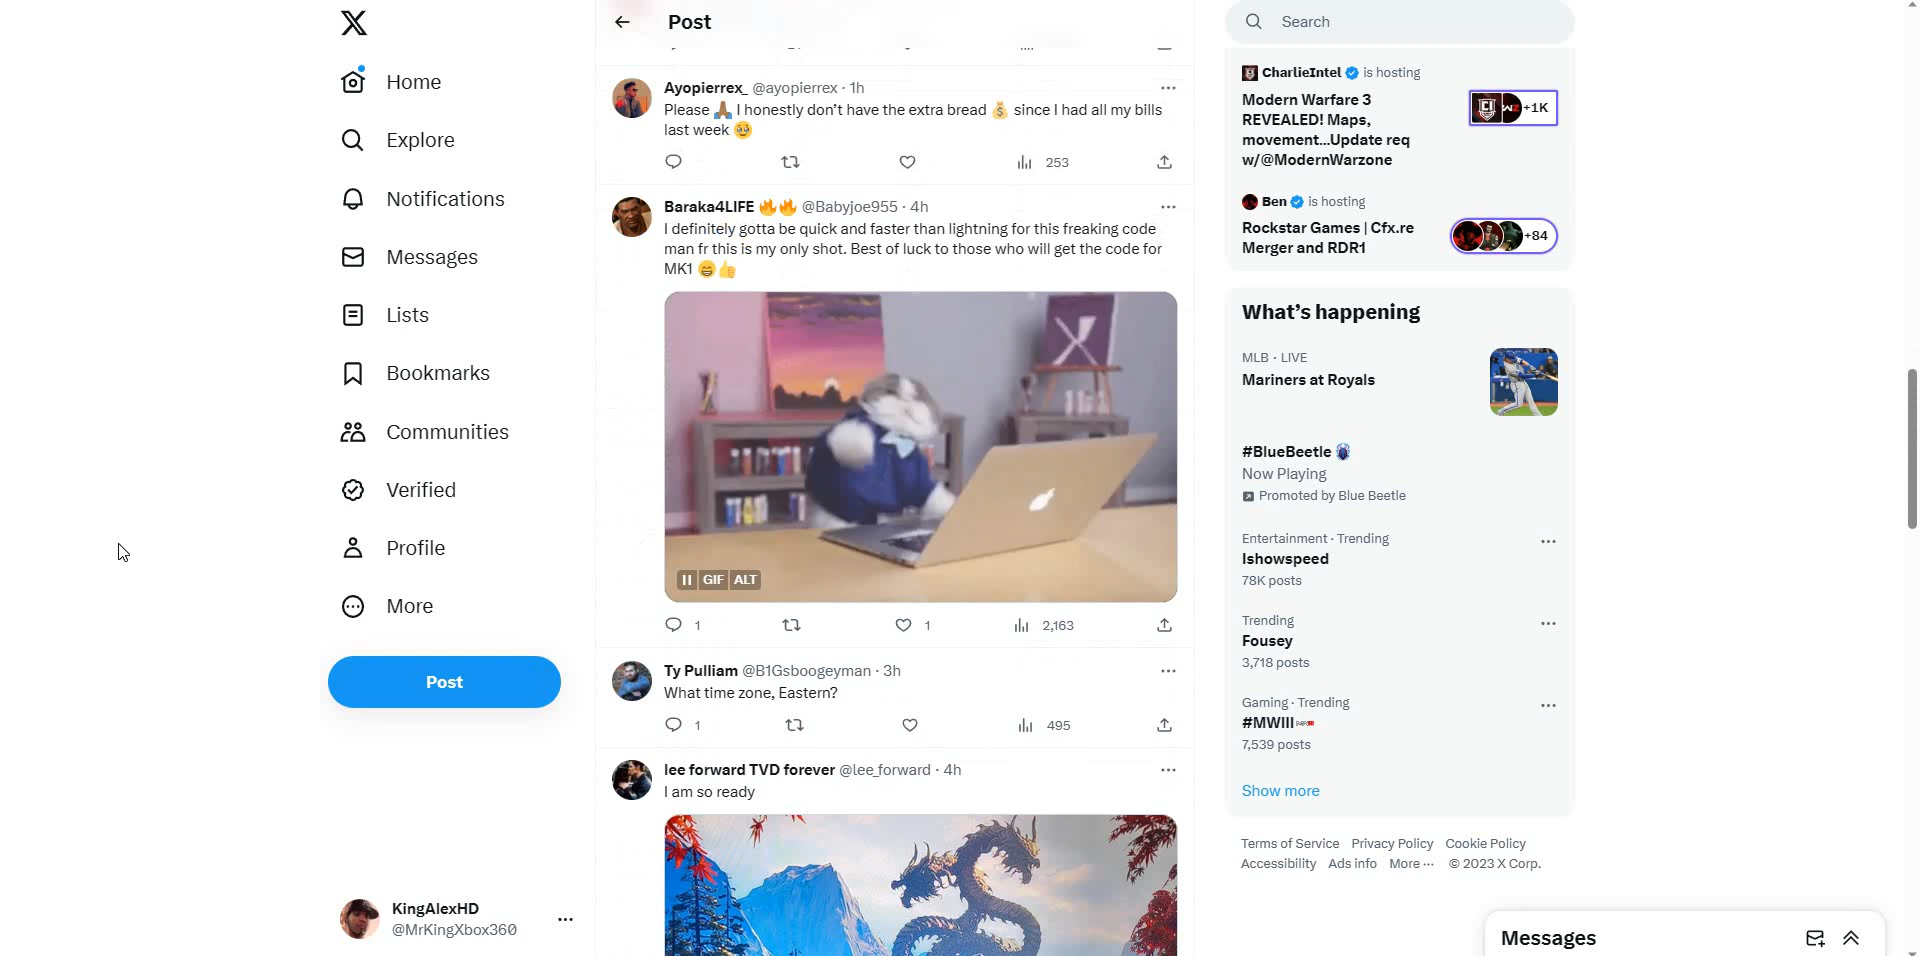 Home
Explore
Notifications
Messages
Lists
Bookmarks
Communities
Verified
Profile
More
Post
KingAlexHD
@MrKingXbox360
Post
Ayopierrex_ @ayopierrex · 1h
Please 🙏🏾 I honestly don’t have the extra bread 💰 since I had all my bills
last week 🥹
253
Baraka4LIFE 🔥🔥 @Babyjoe955 · 4h
I definitely gotta be quick and faster than lightning for this freaking code
man fr this is my only shot. Best of luck to those who will get the code for
MK1 😁👍
GIF ALT
1 1 2,163
Ty Pulliam @B1Gsboogeyman · 3h
What time zone, Eastern?
1 495
lee forward TVD forever @lee_forward · 4h
I am so ready
Search
CharlieIntel is hosting
Modern Warfare 3
REVEALED! Maps,
movement...Update req
w/@ModernWarzone
+1K
Ben is hosting
Rockstar Games | Cfx.re
Merger and RDR1
+84
What’s happening
MLB · LIVE
Mariners at Royals
#BlueBeetle
Now Playing
Promoted by Blue Beetle
Entertainment · Trending
Ishowspeed
78K posts
Trending
Fousey
3,718 posts
Gaming · Trending
#MWIII
7,539 posts
Show more
Terms of Service Privacy Policy Cookie Policy
Accessibility Ads info More ··· © 2023 X Corp.
Messages